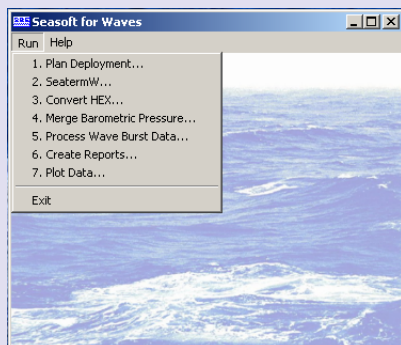 Seasoft for Waves
Run Help
1. Plan Deployment...
2. SeatermW...
3. Convert HEX...
4. Merge Barometric Pressure...
5. Process Wave Burst Data...
6. Create Reports...
7. Plot Data...
Exit